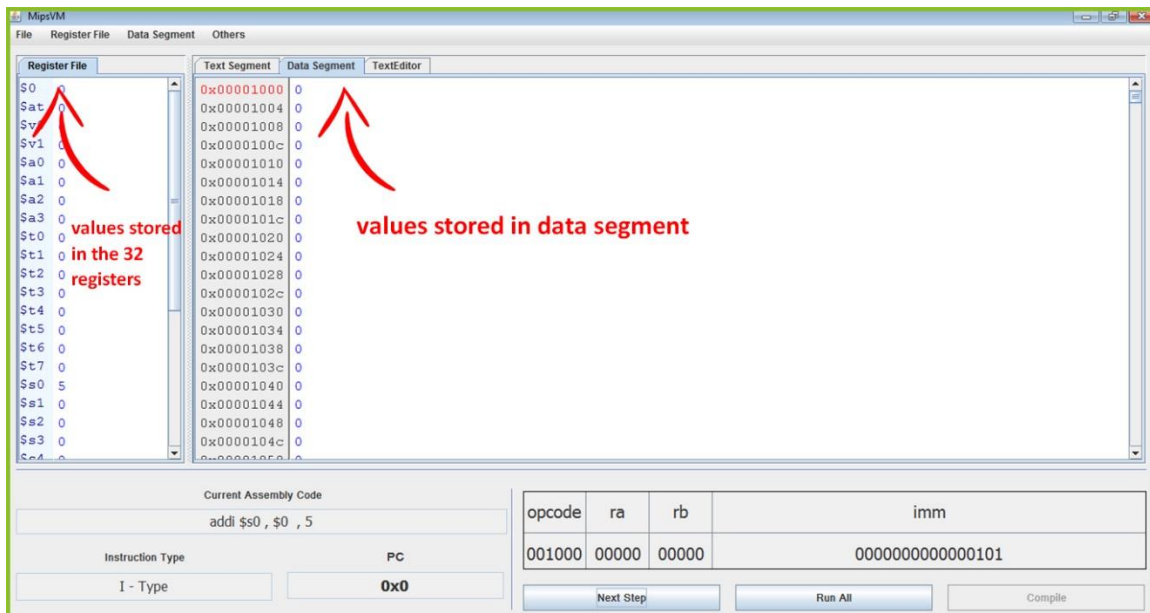 MipsVM
File Register File Data Segment Others
Register File
Text Segment Data Segment TextEditor
$0 0
$at 0
$v1 0
$a0 0
$a1 0
$a2 0
$a3 0
$t0 0
$t1 0
$t2 0
$t3 0
$t4 0
$t5 0
$t6 0
$t7 0
$s0 5
$s1 0
$s2 0
$s3 0
values stored
in the 32
registers
0x00001000 0
0x00001004 0
0x00001008 0
0x0000100c 0
0x00001010 0
0x00001014 0
0x00001018 0
0x0000101c 0
0x00001020 0
0x00001024 0
0x00001028 0
0x0000102c 0
0x00001030 0
0x00001034 0
0x00001038 0
0x0000103c 0
0x00001040 0
0x00001044 0
0x00001048 0
0x0000104c 0
values stored in data segment
Current Assembly Code
addi $s0 , $0 , 5
Instruction Type PC
I - Type 0x0
opcode ra rb imm
001000 00000 00000 0000000000000101
Next Step Run All Compile